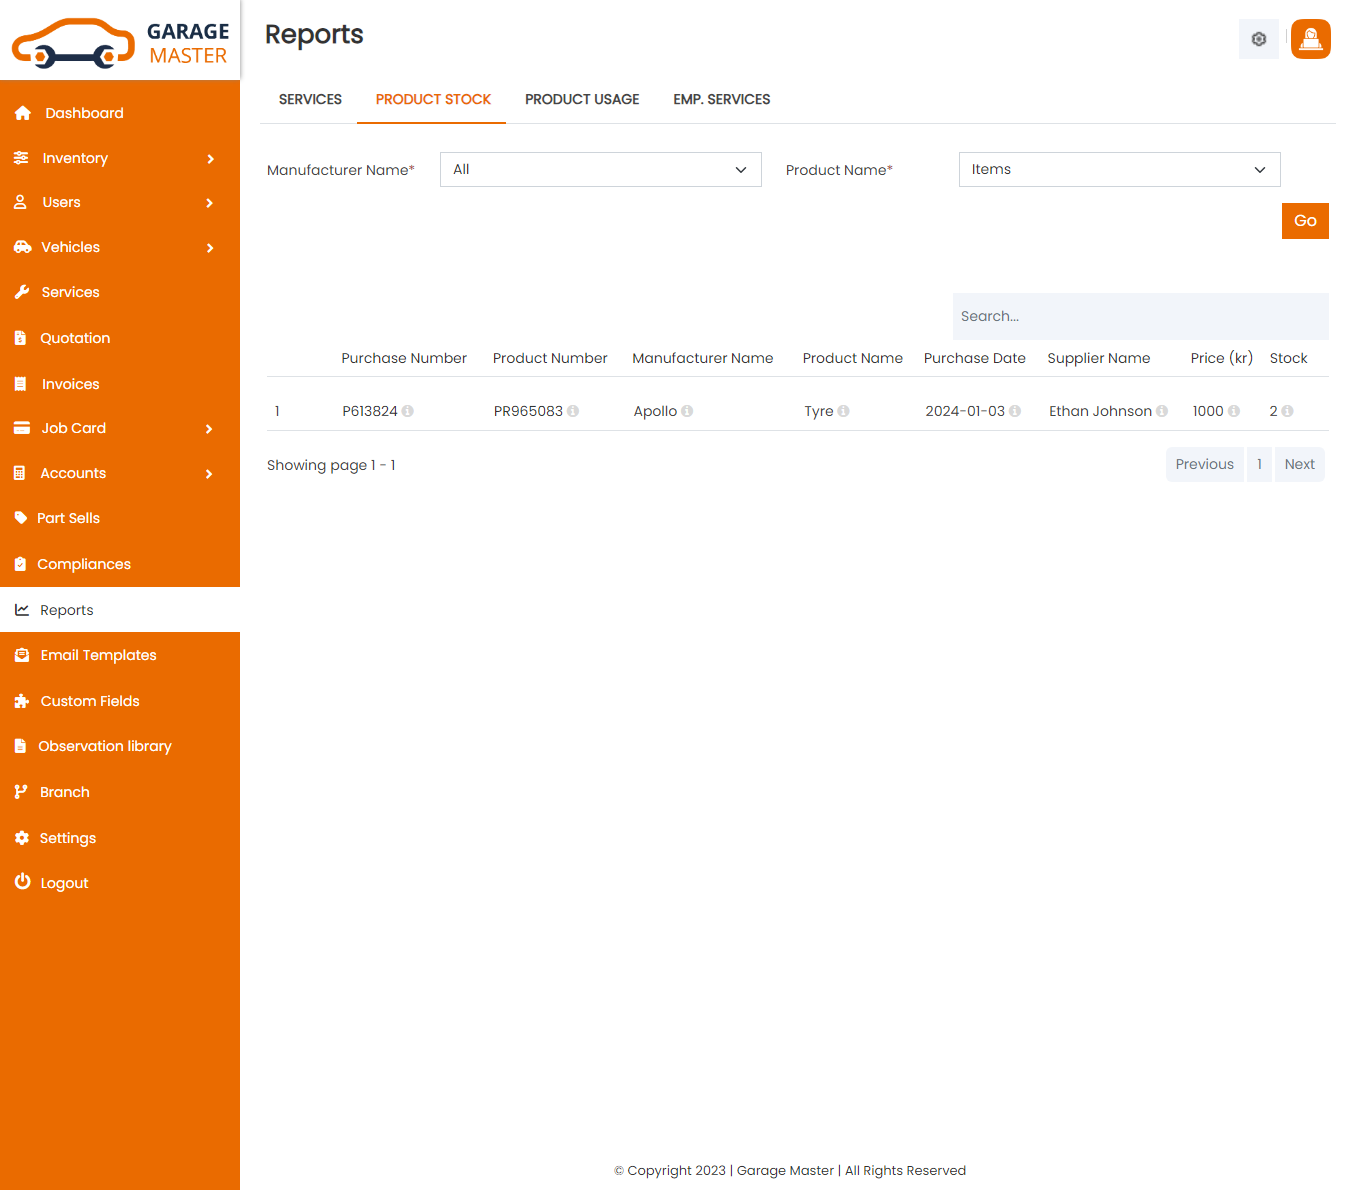 GARAGE
MASTER
Reports
Dashboard
Inventory
Users
Vehicles
Services
Quotation
Invoices
Job Card
Accounts
Part Sells
Compliances
Reports
Email Templates
Custom Fields
Observation library
Branch
Settings
Logout
SERVICES PRODUCT STOCK PRODUCT USAGE EMP. SERVICES
Manufacturer Name* All Product Name* Items
Go
Search...
Purchase Number Product Number Manufacturer Name Product Name Purchase Date Supplier Name Price (kr) Stock
1 P613824 PR965083 Apollo Tyre 2024-01-03 Ethan Johnson 1000 2
Showing page 1 - 1 Previous 1 Next
© Copyright 2023 | Garage Master | All Rights Reserved